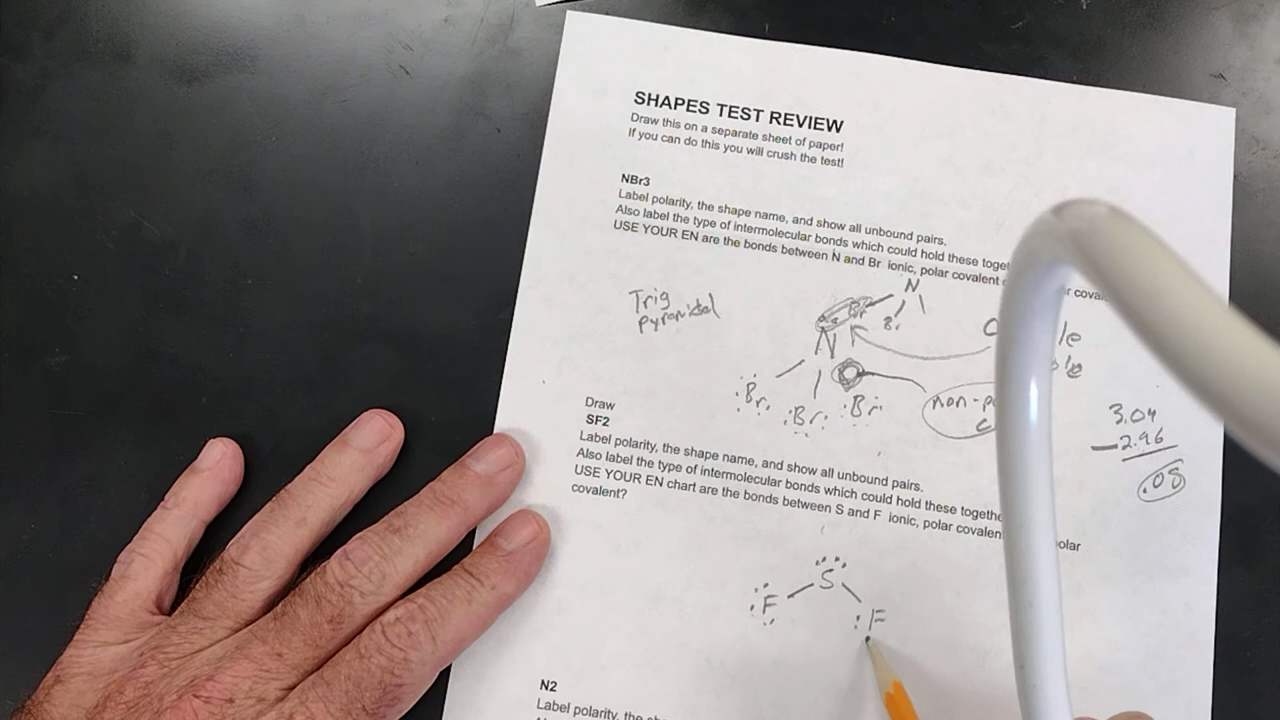 SHAPES TEST REVIEW
Draw this on a separate sheet of paper!
If you can do this you will crush the test!
NBr3
Label polarity, the shape name, and show all unbound pairs.
Also label the type of intermolecular bonds which could hold these toget
USE YOUR EN are the bonds between N and Br ionic, polar covalent
Trig
pyramidal
N
Br
Br
N
Br
Br
Br
non-p
3.04
-2.96
.08
Draw
SF2
Label polarity, the shape name, and show all unbound pairs.
Also label the type of intermolecular bonds which could hold these togethe
USE YOUR EN chart are the bonds between S and F ionic, polar covalen olar
covalent?
S
F
F
N2
Label polarity, the